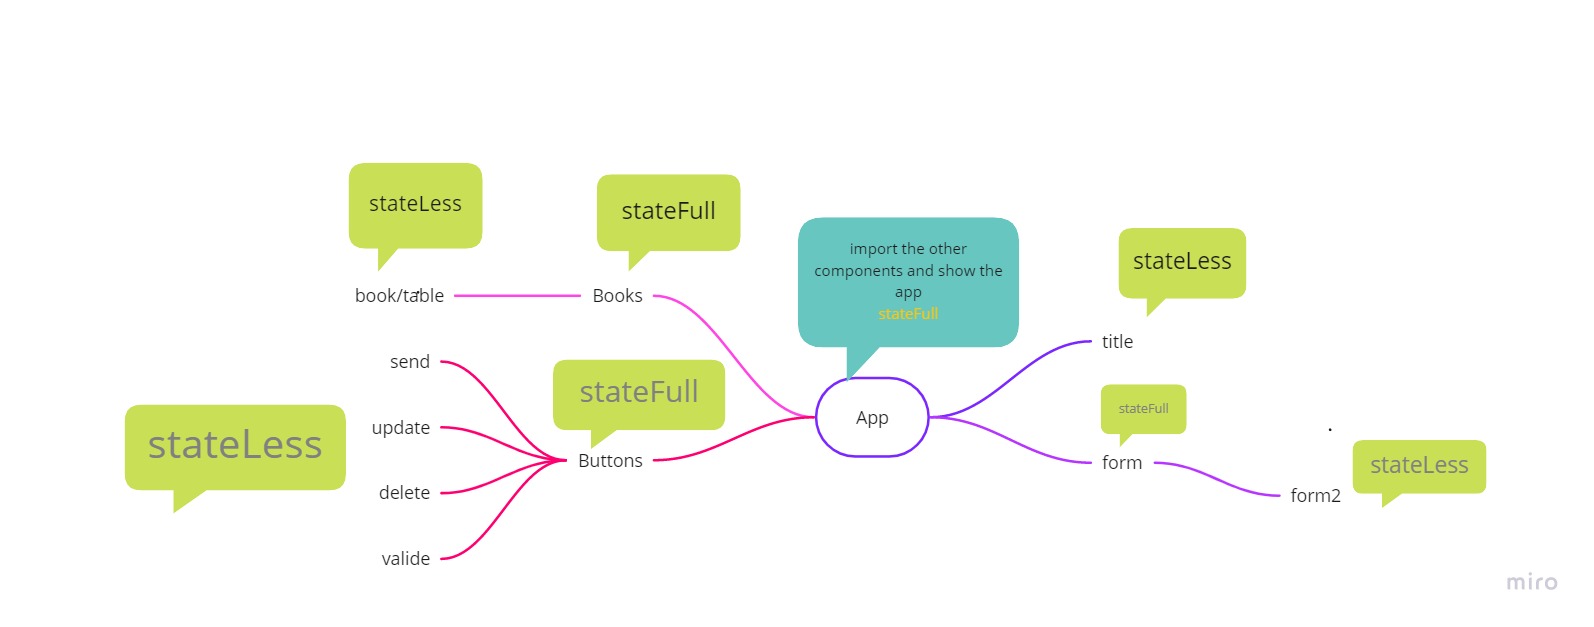 stateLess
stateFull
import the other
components and show the
app
stateFull
stateLess
book/table
Books
title
send
stateFull
stateFull
App
update
stateLess
stateLess
Buttons
form
delete
form2
valide
miro